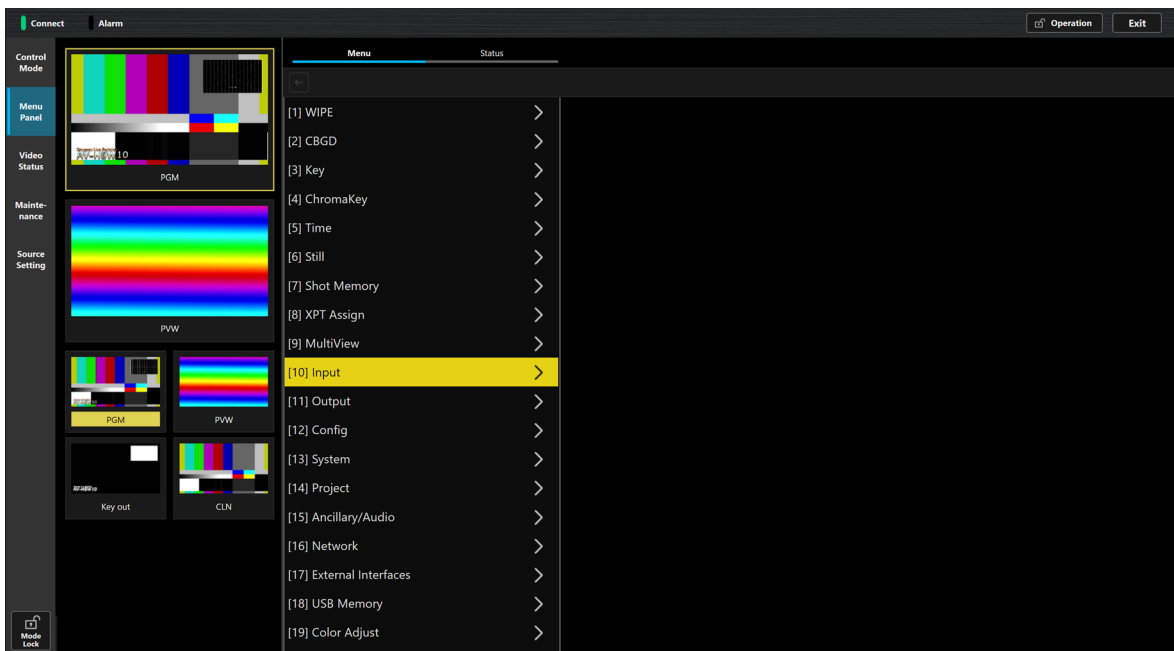 Connect
Alarm
Operation
Exit
Control
Mode
Menu
Panel
Video
Status
Mainte-
nance
Source
Setting
Mode
Lock
PGM
PVW
PGM
PVW
Key out
CLN
Menu
Status
[1] WIPE
[2] CBGD
[3] Key
[4] ChromaKey
[5] Time
[6] Still
[7] Shot Memory
[8] XPT Assign
[9] MultiView
[10] Input
[11] Output
[12] Config
[13] System
[14] Project
[15] Ancillary/Audio
[16] Network
[17] External Interfaces
[18] USB Memory
[19] Color Adjust